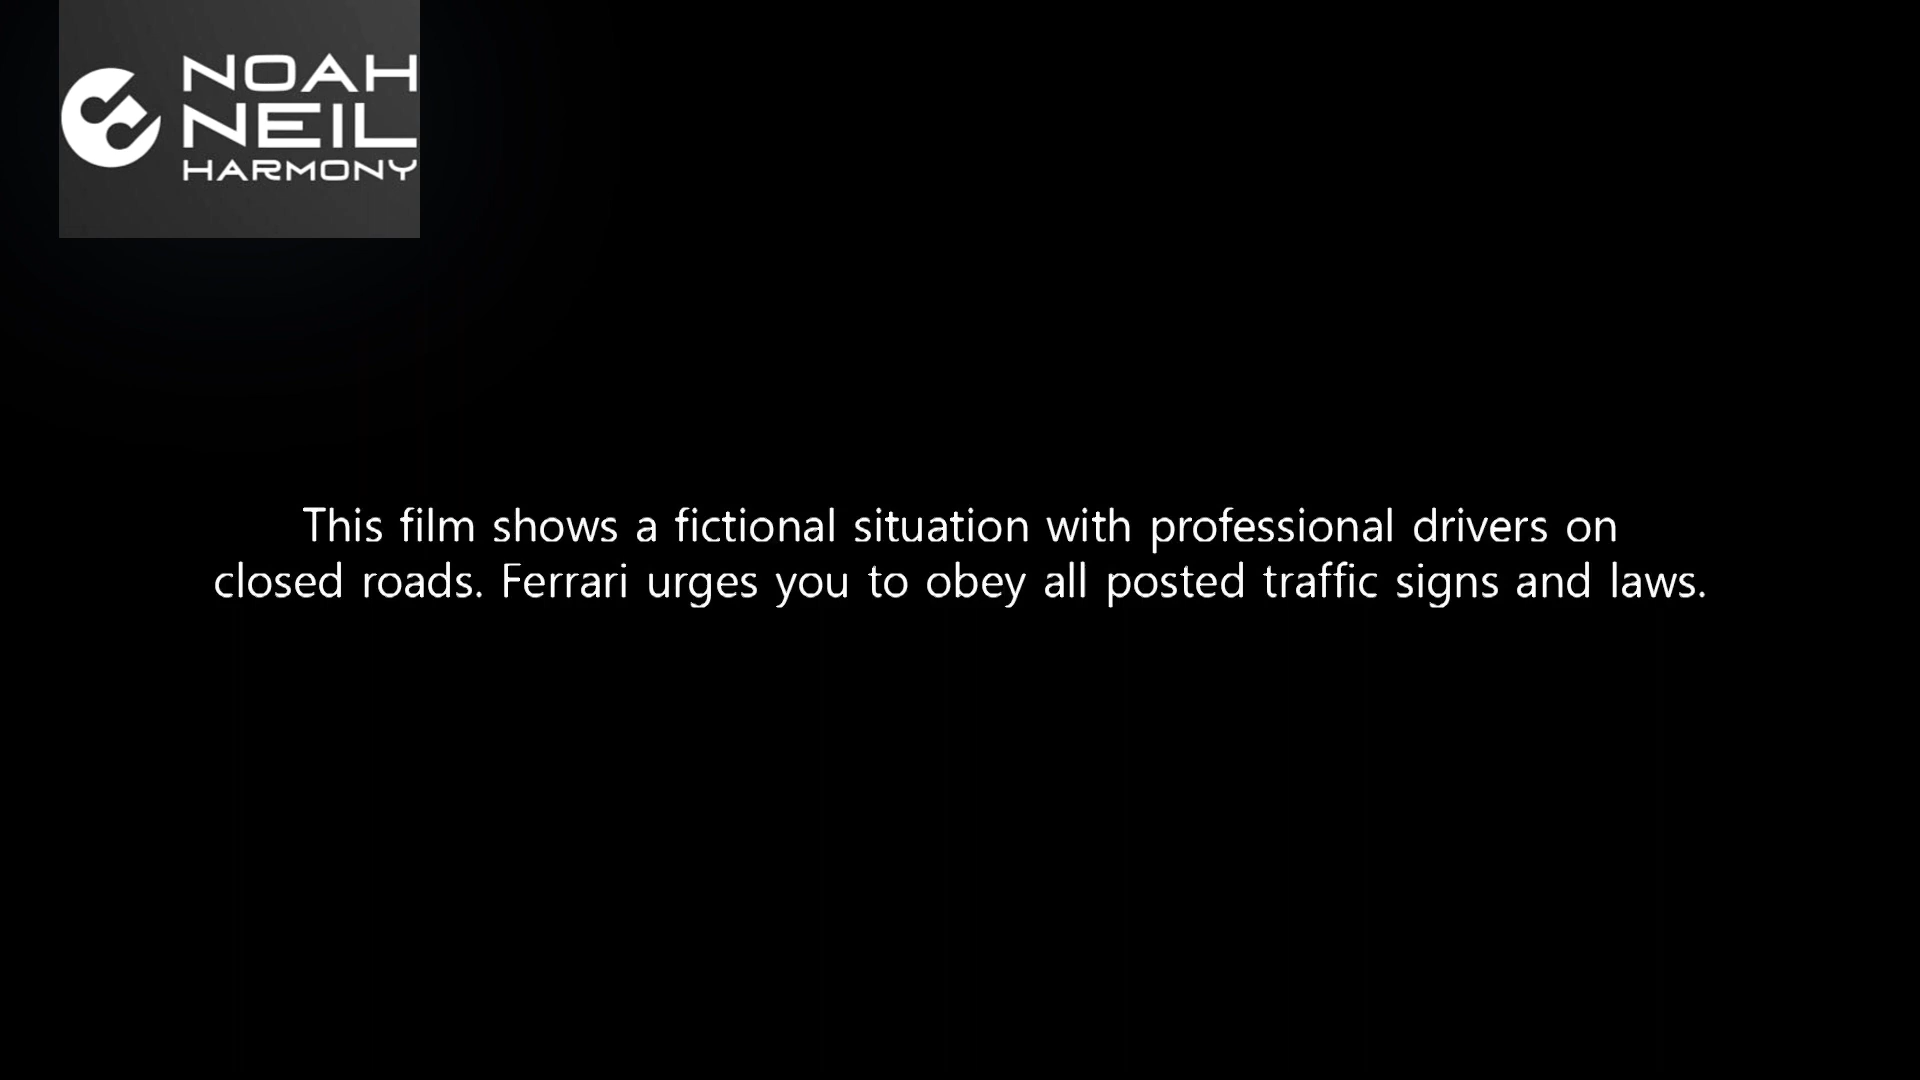 NOAH
NEIL
HARMONY
This film shows a fictional situation with professional drivers on
closed roads. Ferrari urges you to obey all posted traffic signs and laws.